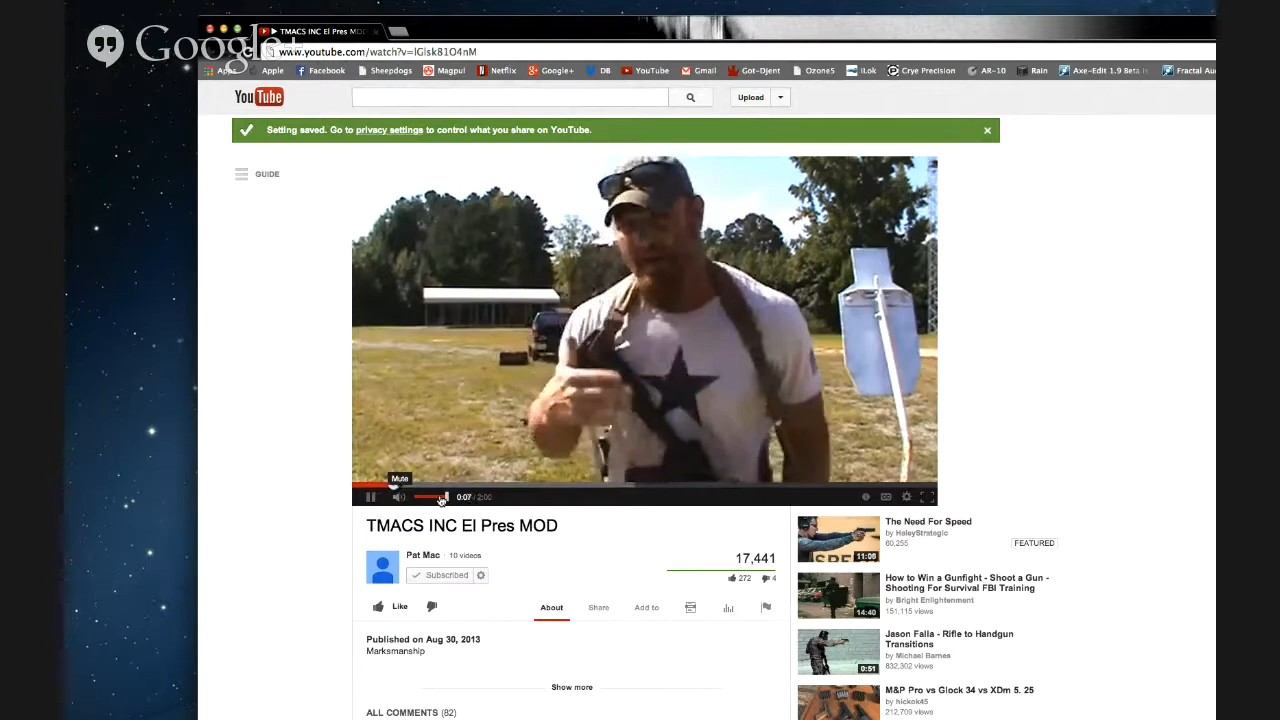 Google
TMACS INC El Pres MOD
www.youtube.com/watch?v=IGlsk81O4nM
Apps Apple Facebook Sheepdogs Magpul Netflix Google+ DB YouTube Gmail Got-Djent Ozone5 iLok Crye Precision AR-10 Rain Axe-Edit 1.9 Beta is Fractal Au
YouTube
Upload
Setting saved. Go to privacy settings to control what you share on YouTube.
GUIDE
Mute
0:07 / 2:00
TMACS INC El Pres MOD
Pat Mac · 10 videos
Subscribed
17,441
272 4
Like
About Share Add to
Published on Aug 30, 2013
Marksmanship
Show more
ALL COMMENTS (82)
The Need For Speed
by HaleyStrategic
60,255
FEATURED
11:06
How to Win a Gunfight - Shoot a Gun -
Shooting For Survival FBI Training
by Bright Enlightenment
151,115 views
14:40
Jason Falla - Rifle to Handgun
Transitions
by Michael Barnes
832,302 views
0:51
M&P Pro vs Glock 34 vs XDm 5. 25
by hickok45
212,709 views